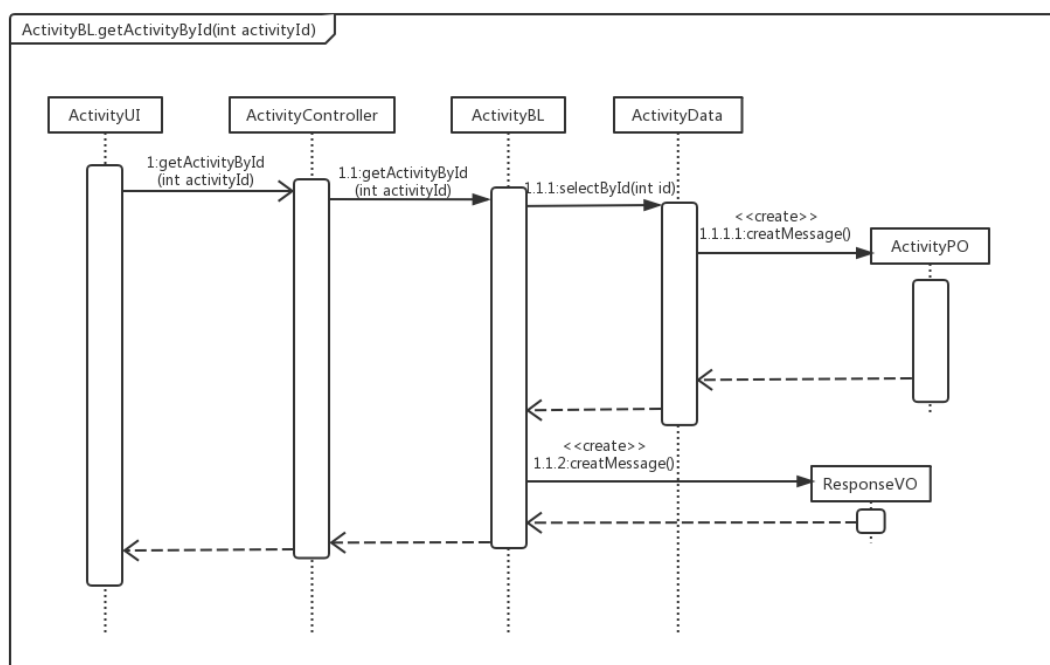 ActivityBL.getActivityById(int activityId)
ActivityUI
ActivityController
ActivityBL
ActivityData
1:getActivityById
(int activityId)
1.1:getActivityById
(int activityId)
1.1.1:selectById(int id)
<<create>>
1.1.1.1:creatMessage()
ActivityPO
<<create>>
1.1.2:creatMessage()
ResponseVO